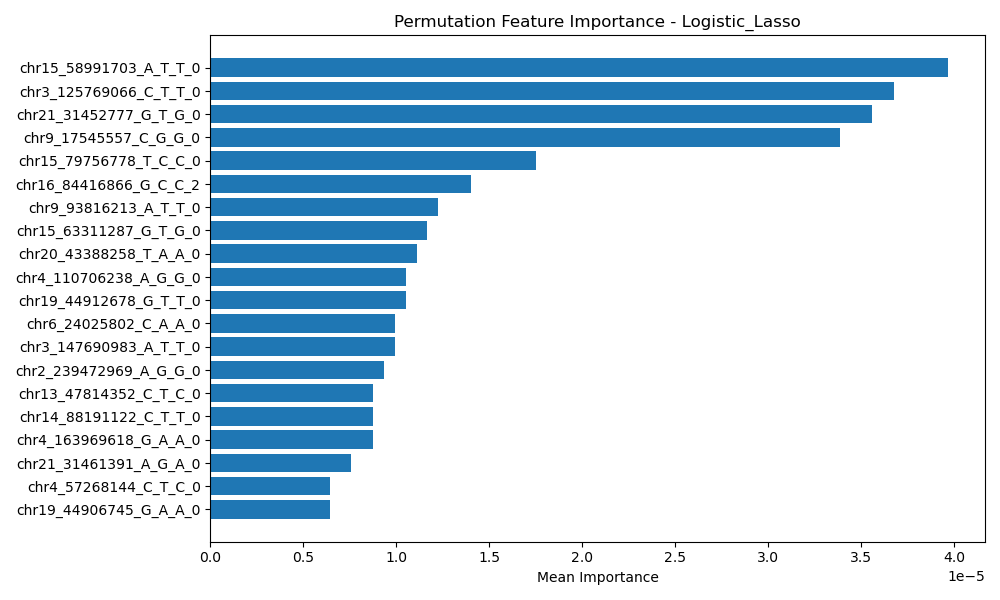 Permutation Feature Importance - Logistic_Lasso
chr15_58991703_A_T_T_0
chr3_125769066_C_T_T_0
chr21_31452777_G_T_G_0
chr9_17545557_C_G_G_0
chr15_79756778_T_C_C_0
chr16_84416866_G_C_C_2
chr9_93816213_A_T_T_0
chr15_63311287_G_T_G_0
chr20_43388258_T_A_A_0
chr4_110706238_A_G_G_0
chr19_44912678_G_T_T_0
chr6_24025802_C_A_A_0
chr3_147690983_A_T_T_0
chr2_239472969_A_G_G_0
chr13_47814352_C_T_C_0
chr14_88191122_C_T_T_0
chr4_163969618_G_A_A_0
chr21_31461391_A_G_A_0
chr4_57268144_C_T_C_0
chr19_44906745_G_A_A_0
0.0 0.5 1.0 1.5 2.0 2.5 3.0 3.5 4.0
1e−5
Mean Importance